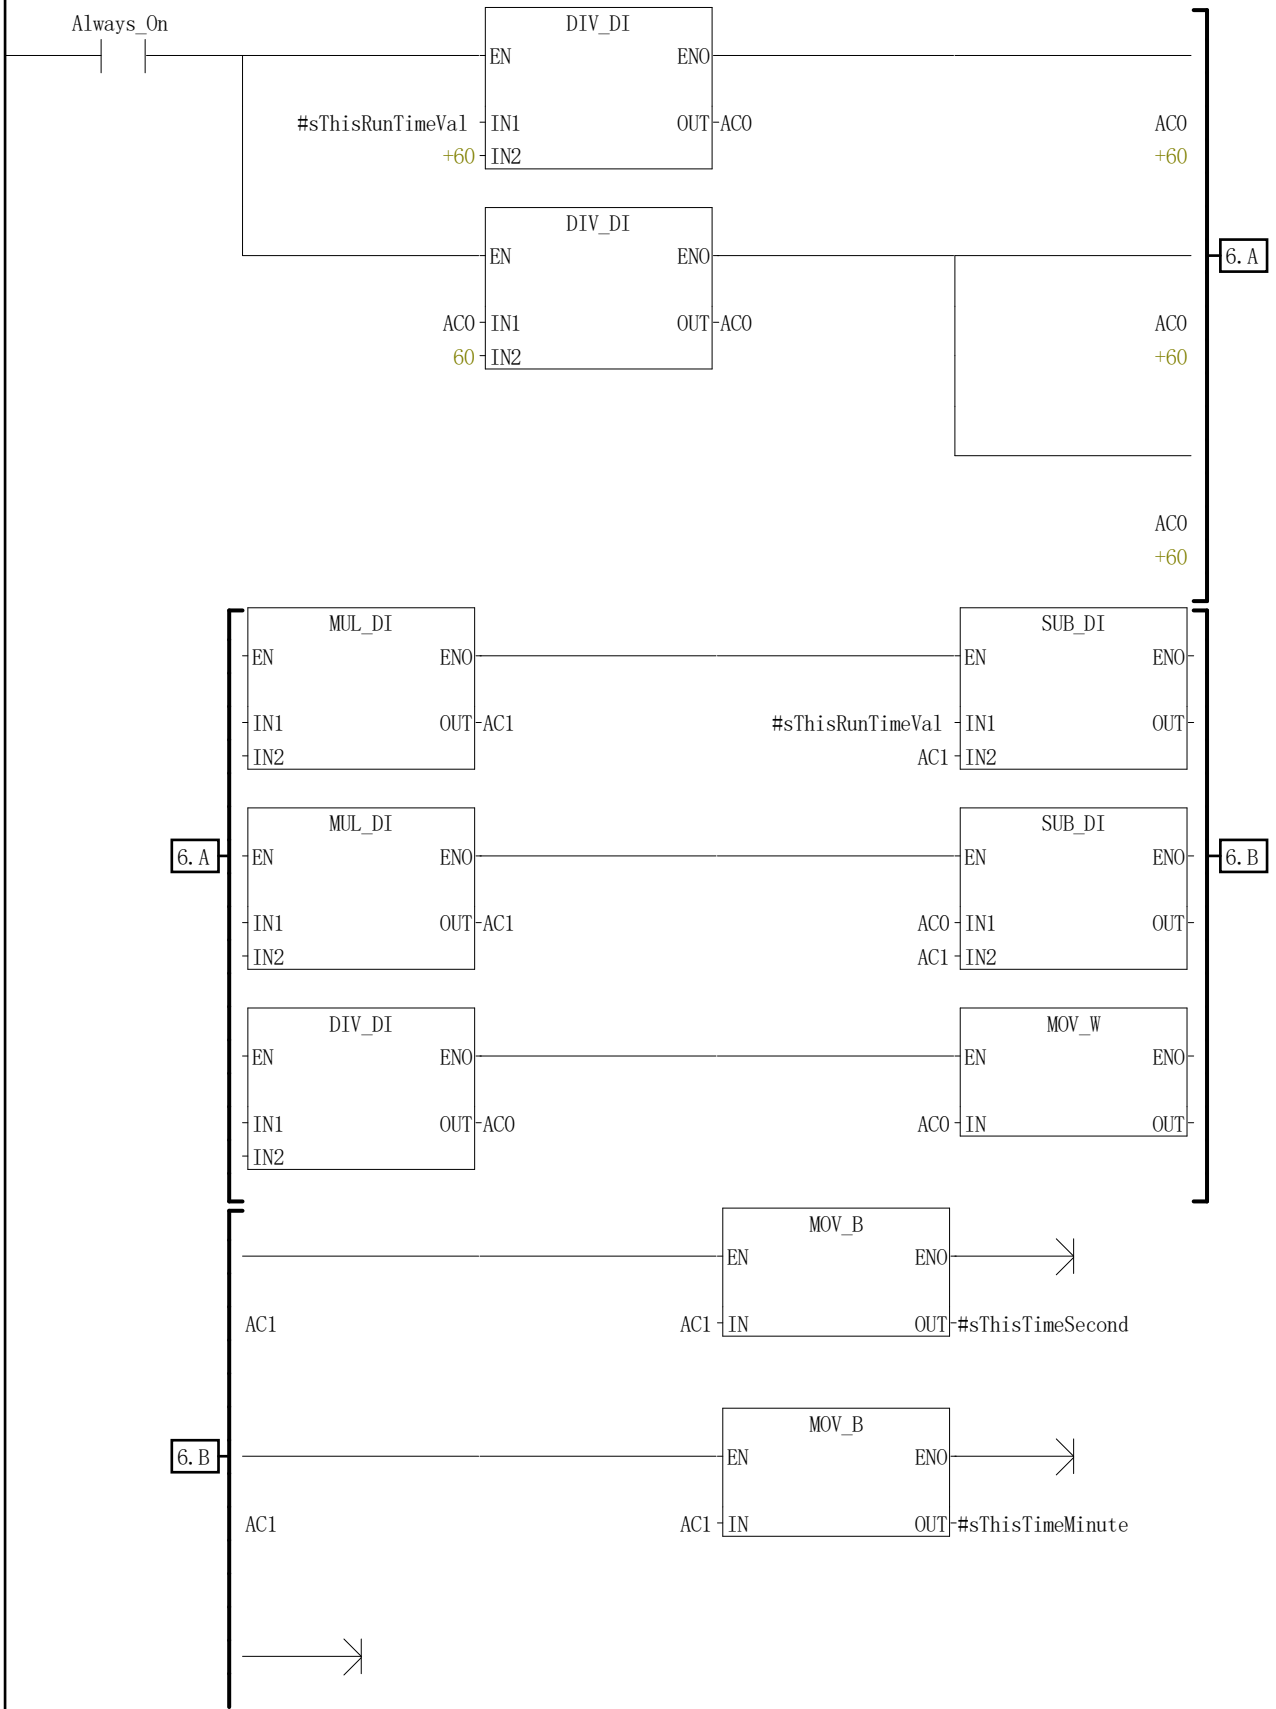 Always_On
DIV_DI
EN ENO
#sThisRunTimeVal IN1 OUT AC0 AC0
+60 IN2 +60
DIV_DI
EN ENO 6.A
AC0 IN1 OUT AC0 AC0
60 IN2 +60
AC0
+60
MUL_DI SUB_DI
EN ENO EN ENO
IN1 OUT AC1 #sThisRunTimeVal IN1 OUT
IN2 AC1 IN2
MUL_DI SUB_DI
6.A EN ENO EN ENO 6.B
IN1 OUT AC1 AC0 IN1 OUT
IN2 AC1 IN2
DIV_DI MOV_W
EN ENO EN ENO
IN1 OUT AC0 AC0 IN OUT
IN2
MOV_B
EN ENO
AC1 AC1 IN OUT #sThisTimeSecond
MOV_B
6.B EN ENO
AC1 AC1 IN OUT #sThisTimeMinute